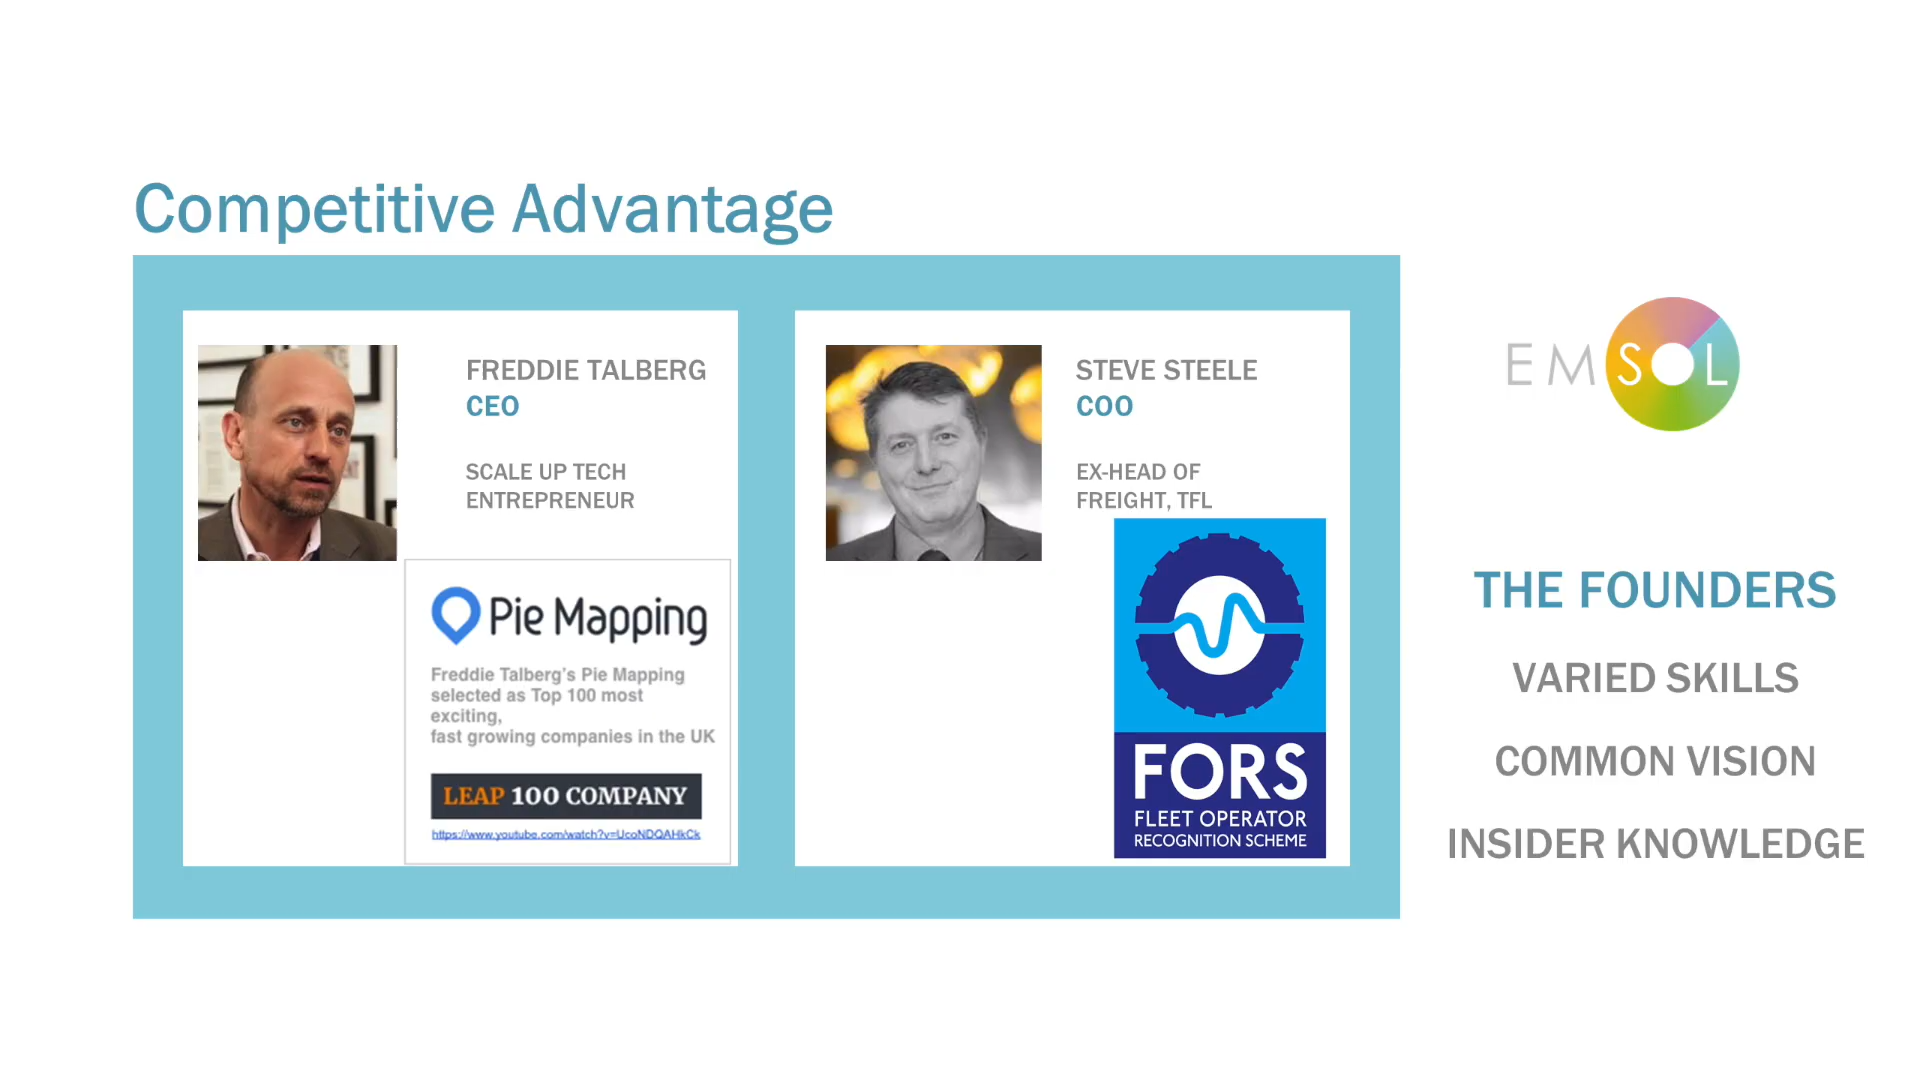 Competitive Advantage
FREDDIE TALBERG
CEO
SCALE UP TECH
ENTREPRENEUR
Pie Mapping
Freddie Talberg's Pie Mapping
selected as Top 100 most
exciting,
fast growing companies in the UK
LEAP 100 COMPANY
https://www.youtube.com/watch?v=UcoNDQAHkCk
STEVE STEELE
COO
EX-HEAD OF
FREIGHT, TFL
FORS
FLEET OPERATOR
RECOGNITION SCHEME
EMSOL
THE FOUNDERS
VARIED SKILLS
COMMON VISION
INSIDER KNOWLEDGE